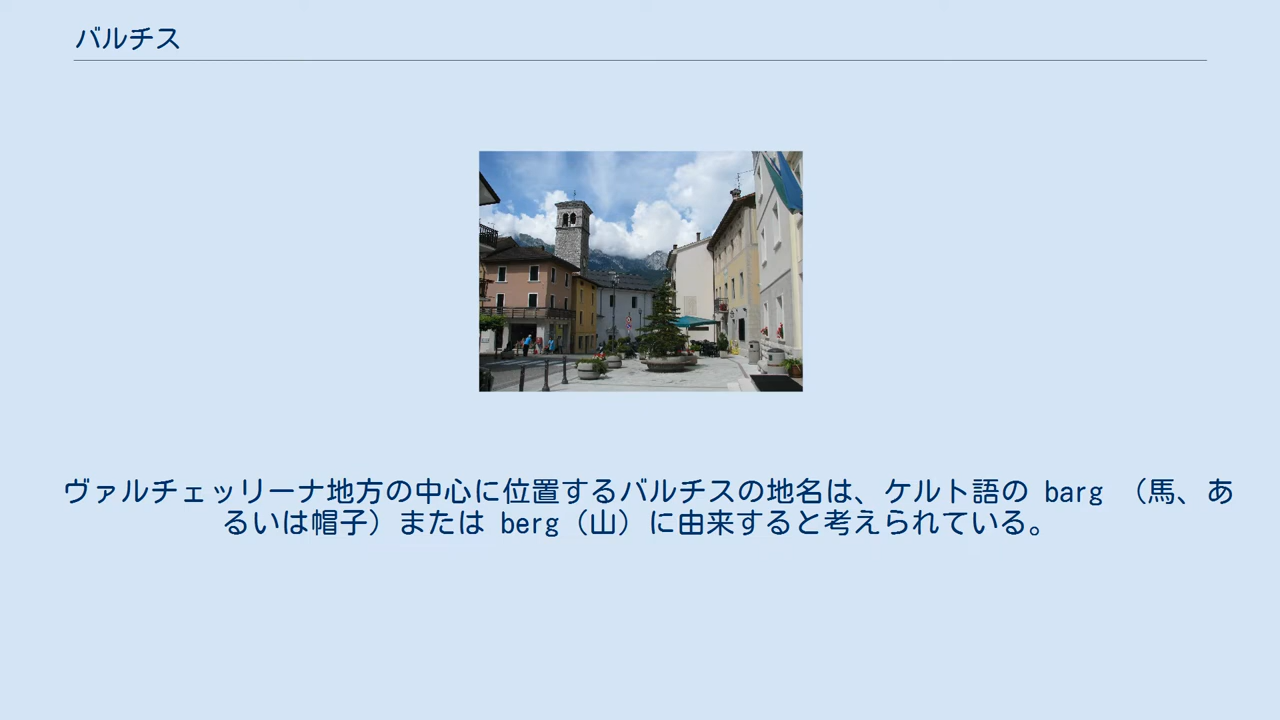 バルチス
ヴァルチェッリーナ地方の中心に位置するバルチスの地名は、ケルト語の barg （馬、あ
るいは帽子）または berg（山）に由来すると考えられている。